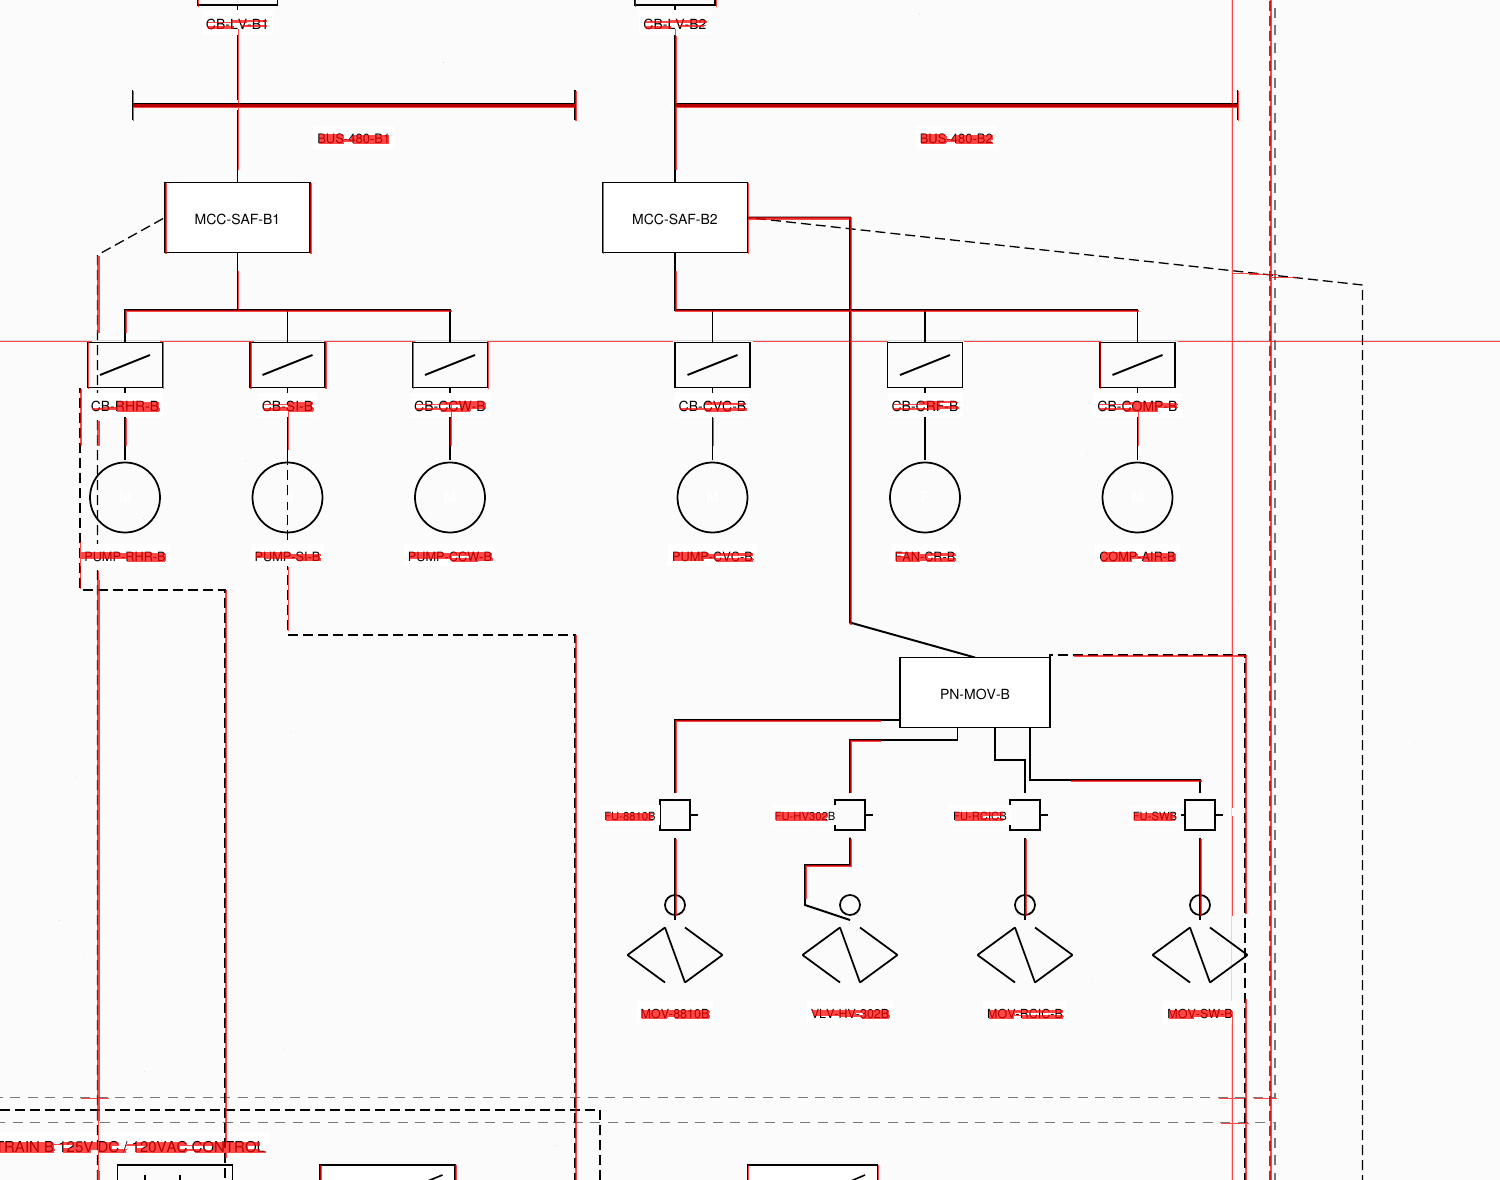 CB-LV-B1
CB-LV-B2
BUS-480-B1
BUS-480-B2
MCC-SAF-B1
MCC-SAF-B2
CB-RHR-B
CB-SI-B
CB-CCW-B
CB-CVC-B
CB-CRF-B
CB-COMP-B
PUMP-RHR-B
PUMP-SI-B
PUMP-CCW-B
PUMP-CVC-B
FAN-CR-B
COMP-AIR-B
PN-MOV-B
FU-8810B
FU-HV302B
FU-RCICB
FU-SWB
MOV-8810B
VLV-HV-302B
MOV-RCIC-B
MOV-SW-B
TRAIN B 125V DC / 120VAC CONTROL